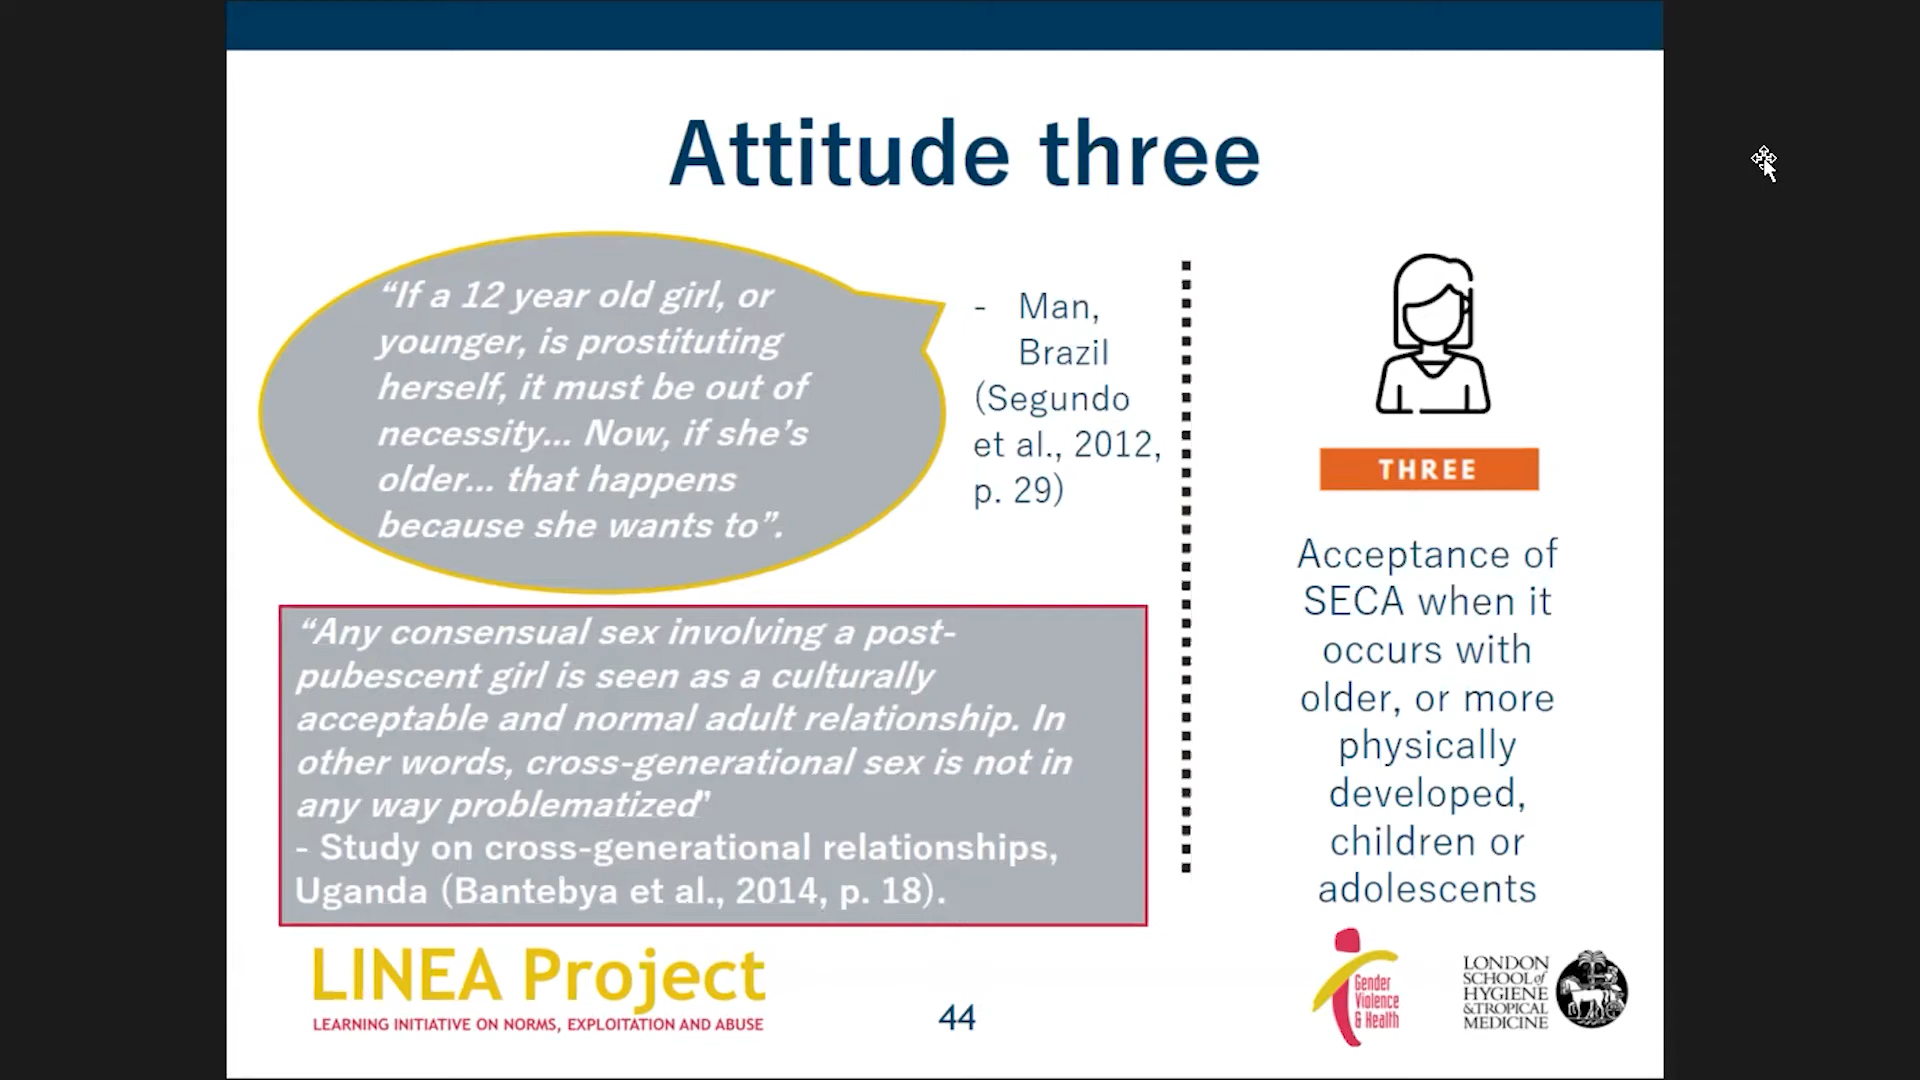 Attitude three
“If a 12 year old girl, or
younger, is prostituting
herself, it must be out of
necessity... Now, if she’s
older... that happens
because she wants to”.
- Man,
Brazil
(Segundo
et al., 2012,
p. 29)
“Any consensual sex involving a post-
pubescent girl is seen as a culturally
acceptable and normal adult relationship. In
other words, cross-generational sex is not in
any way problematized”
- Study on cross-generational relationships,
Uganda (Bantebya et al., 2014, p. 18).
THREE
Acceptance of
SECA when it
occurs with
older, or more
physically
developed,
children or
adolescents
LINEA Project
LEARNING INITIATIVE ON NORMS, EXPLOITATION AND ABUSE
44
Gender
Violence
& Health
LONDON
SCHOOL of
HYGIENE
& TROPICAL
MEDICINE